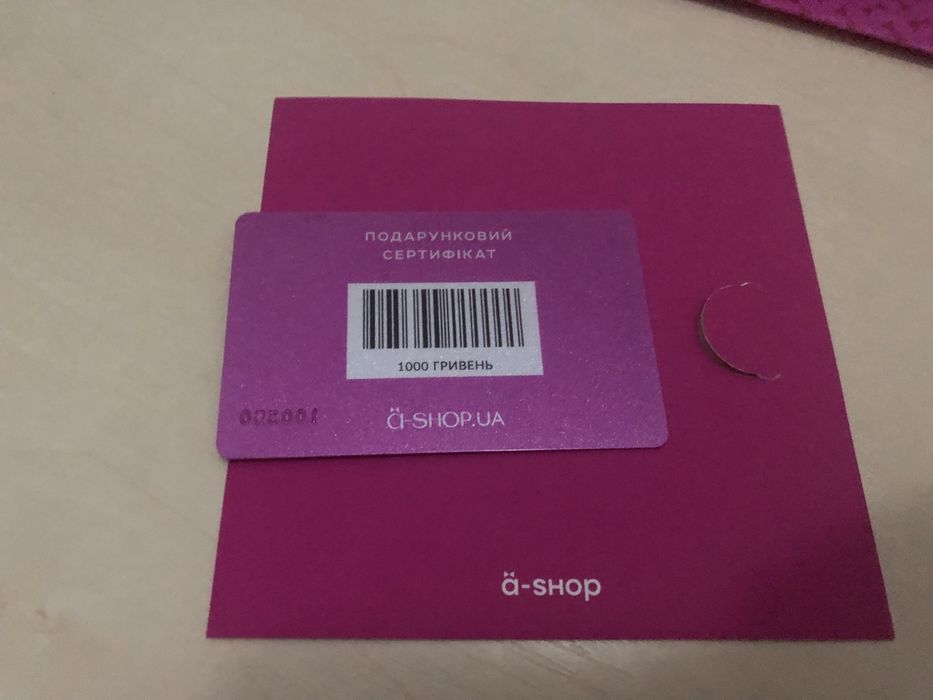 ПОДАРУНКОВИЙ
СЕРТИФІКАТ
1000 ГРИВЕНЬ
ä-SHOP.UA
ä-SHOP